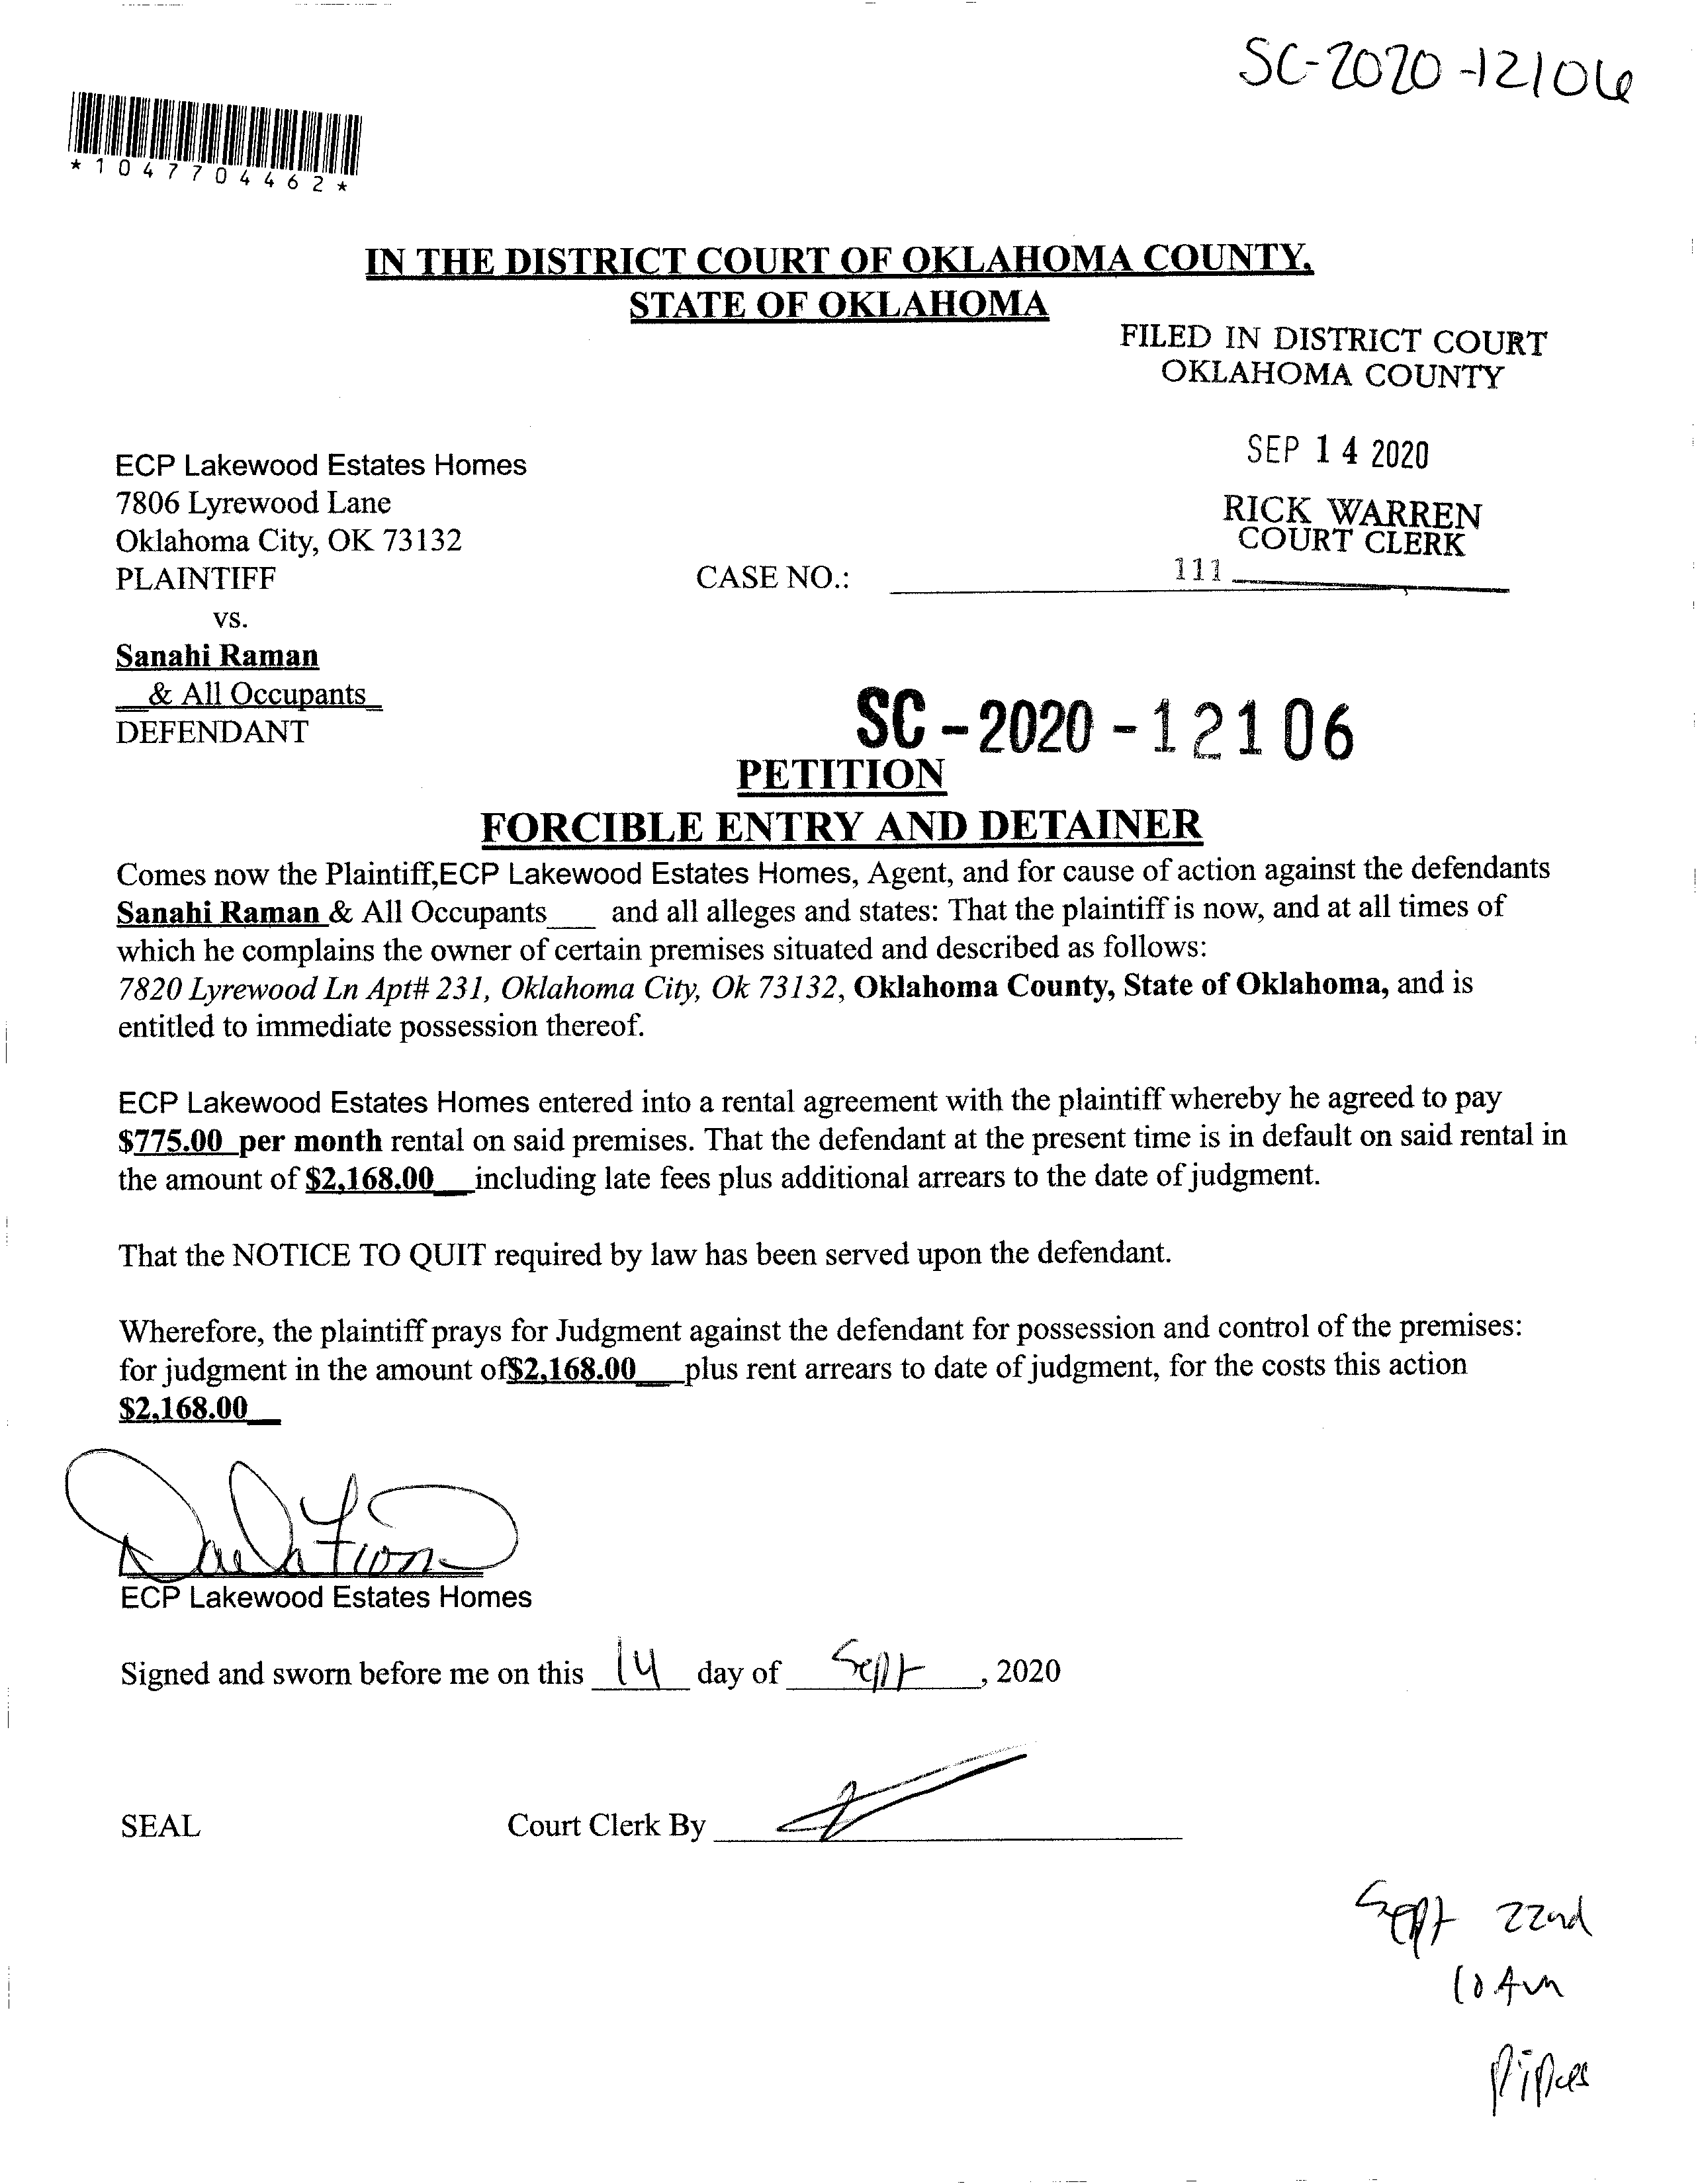 SC-2020-12106
*1047704462*
IN THE DISTRICT COURT OF OKLAHOMA COUNTY,
STATE OF OKLAHOMA
FILED IN DISTRICT COURT
OKLAHOMA COUNTY
SEP 14 2020
RICK WARREN
COURT CLERK
111
ECP Lakewood Estates Homes
7806 Lyrewood Lane
Oklahoma City, OK 73132
PLAINTIFF
CASE NO.:
vs.
Sanahi Raman
& All Occupants
DEFENDANT
SC-2020-12106
PETITION
FORCIBLE ENTRY AND DETAINER
Comes now the Plaintiff,ECP Lakewood Estates Homes, Agent, and for cause of action against the defendants
Sanahi Raman & All Occupants___ and all alleges and states: That the plaintiff is now, and at all times of
which he complains the owner of certain premises situated and described as follows:
7820 Lyrewood Ln Apt# 231, Oklahoma City, Ok 73132, Oklahoma County, State of Oklahoma, and is
entitled to immediate possession thereof.
ECP Lakewood Estates Homes entered into a rental agreement with the plaintiff whereby he agreed to pay
$775.00 per month rental on said premises. That the defendant at the present time is in default on said rental in
the amount of $2,168.00___including late fees plus additional arrears to the date of judgment.
That the NOTICE TO QUIT required by law has been served upon the defendant.
Wherefore, the plaintiff prays for Judgment against the defendant for possession and control of the premises:
for judgment in the amount of$2,168.00___plus rent arrears to date of judgment, for the costs this action
$2,168.00__
ECP Lakewood Estates Homes
Signed and sworn before me on this 14 day of Sept, 2020
SEAL
Court Clerk By
Sept 22nd
10 Am
Pipes